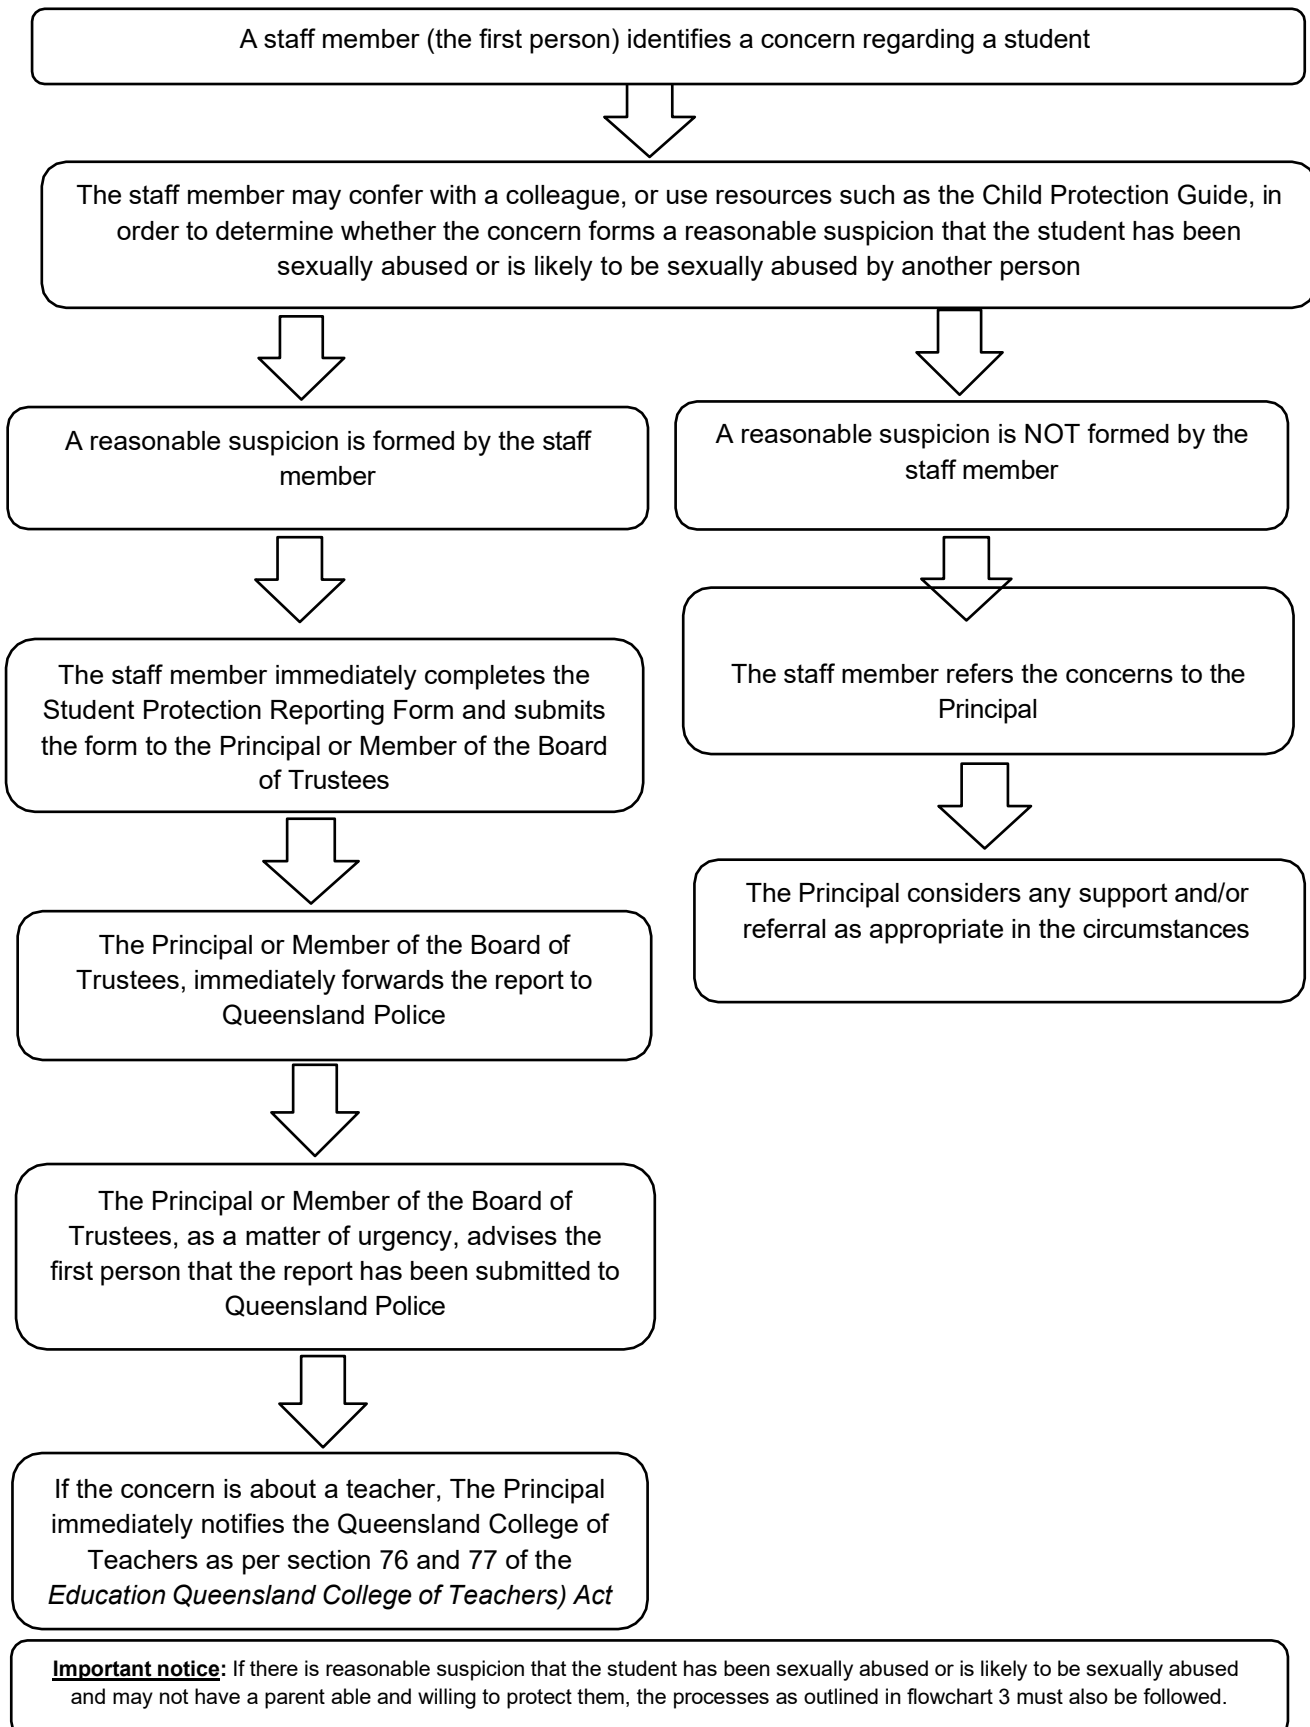 A staff member (the first person) identifies a concern regarding a student
The staff member may confer with a colleague, or use resources such as the Child Protection Guide, in
order to determine whether the concern forms a reasonable suspicion that the student has been
sexually abused or is likely to be sexually abused by another person
A reasonable suspicion is formed by the staff
member
A reasonable suspicion is NOT formed by the
staff member
The staff member immediately completes the
Student Protection Reporting Form and submits
the form to the Principal or Member of the Board
of Trustees
The staff member refers the concerns to the
Principal
The Principal or Member of the Board of
Trustees, immediately forwards the report to
Queensland Police
The Principal considers any support and/or
referral as appropriate in the circumstances
The Principal or Member of the Board of
Trustees, as a matter of urgency, advises the
first person that the report has been submitted to
Queensland Police
If the concern is about a teacher, The Principal
immediately notifies the Queensland College of
Teachers as per section 76 and 77 of the
Education Queensland College of Teachers) Act
Important notice: If there is reasonable suspicion that the student has been sexually abused or is likely to be sexually abused
and may not have a parent able and willing to protect them, the processes as outlined in flowchart 3 must also be followed.